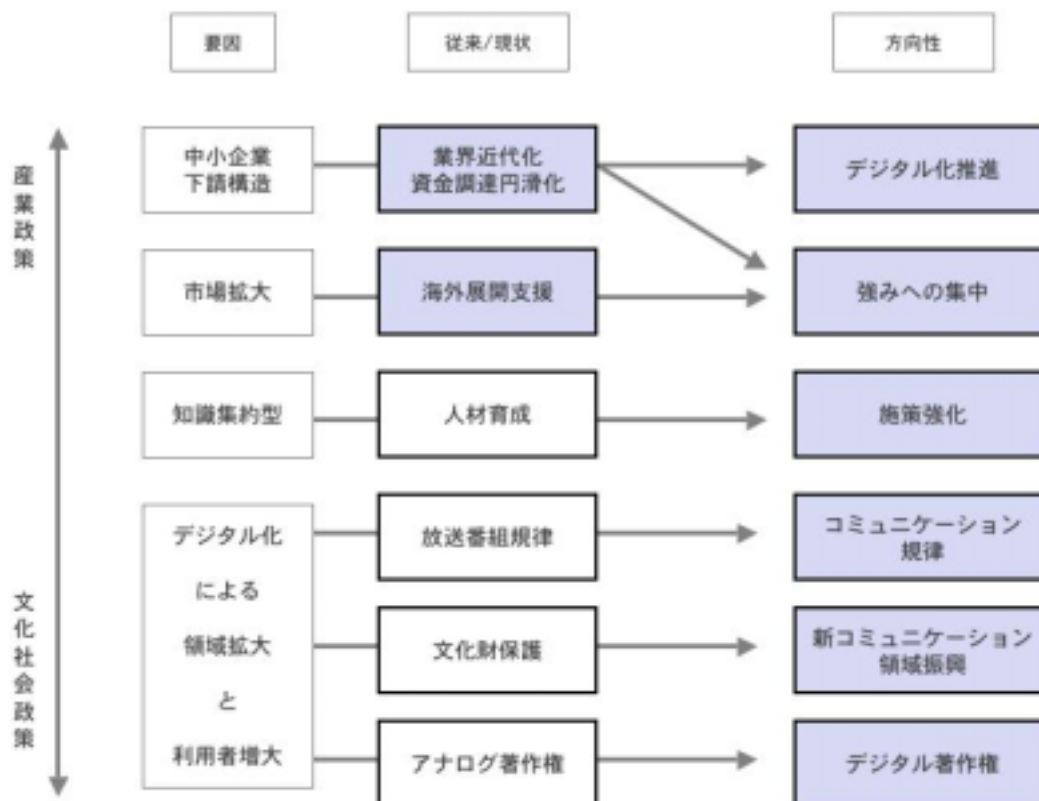 要因
従来/現状
方向性
産業政策
中小企業
下請構造
業界近代化
資金調達円滑化
デジタル化推進
市場拡大
海外展開支援
強みへの集中
知識集約型
人材育成
施策強化
文化社会政策
デジタル化
による
領域拡大
と
利用者増大
放送番組規律
コミュニケーション
規律
文化財保護
新コミュニケーション
領域振興
アナログ著作権
デジタル著作権